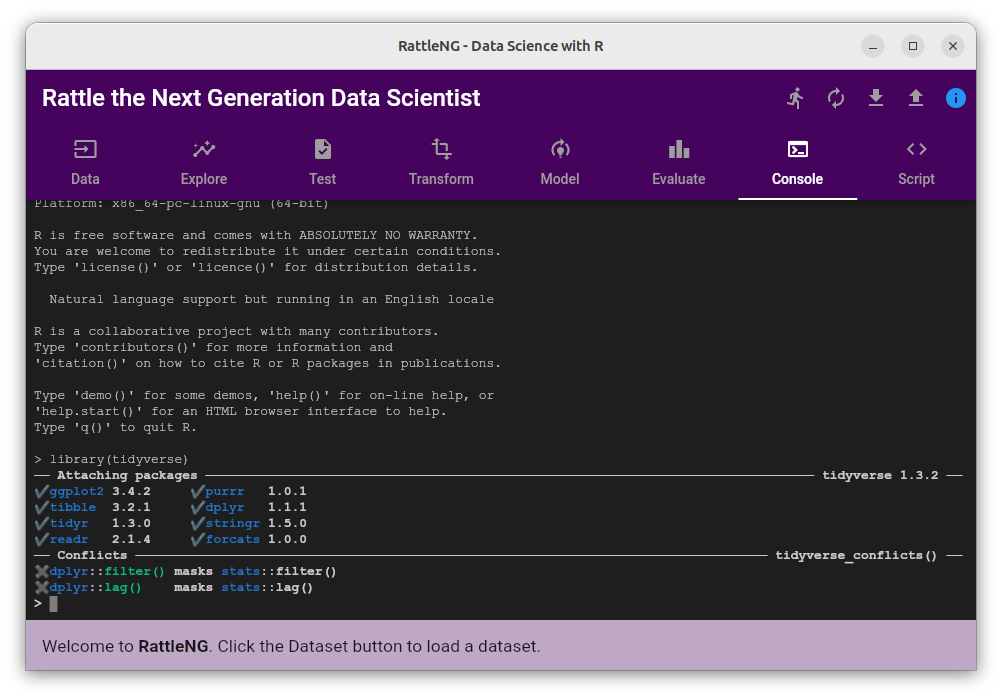 RattleNG - Data Science with R
Rattle the Next Generation Data Scientist
Data Explore Test Transform Model Evaluate Console Script
Platform: x86_64-pc-linux-gnu (64-bit)
R is free software and comes with ABSOLUTELY NO WARRANTY.
You are welcome to redistribute it under certain conditions.
Type 'license()' or 'licence()' for distribution details.
Natural language support but running in an English locale
R is a collaborative project with many contributors.
Type 'contributors()' for more information and
'citation()' on how to cite R or R packages in publications.
Type 'demo()' for some demos, 'help()' for on-line help, or
'help.start()' for an HTML browser interface to help.
Type 'q()' to quit R.
> library(tidyverse)
── Attaching packages ── tidyverse 1.3.2 ──
✔ggplot2 3.4.2 ✔purrr 1.0.1
✔tibble 3.2.1 ✔dplyr 1.1.1
✔tidyr 1.3.0 ✔stringr 1.5.0
✔readr 2.1.4 ✔forcats 1.0.0
── Conflicts ── tidyverse_conflicts() ──
✖dplyr::filter() masks stats::filter()
✖dplyr::lag() masks stats::lag()
>
Welcome to RattleNG. Click the Dataset button to load a dataset.